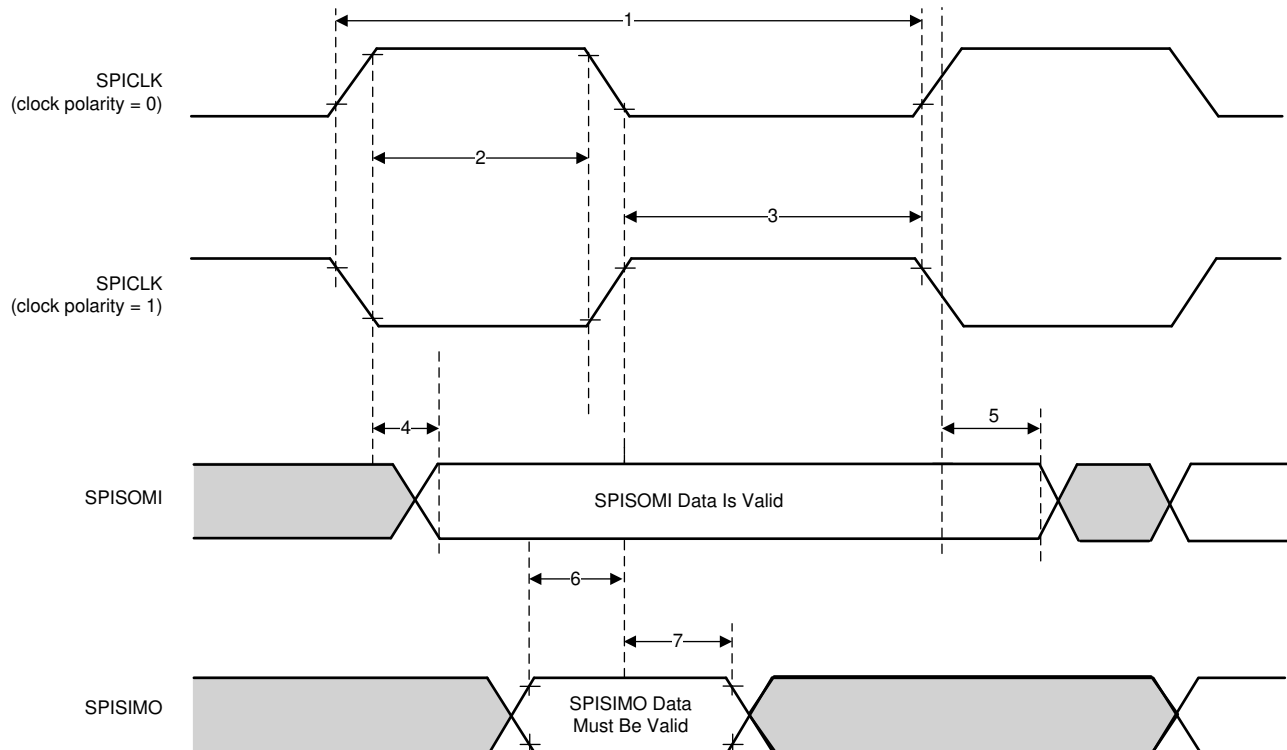 1
SPICLK
(clock polarity = 0)
2
3
SPICLK
(clock polarity = 1)
4
5
SPISOMI
SPISOMI Data Is Valid
6
7
SPISIMO
SPISIMO Data
Must Be Valid